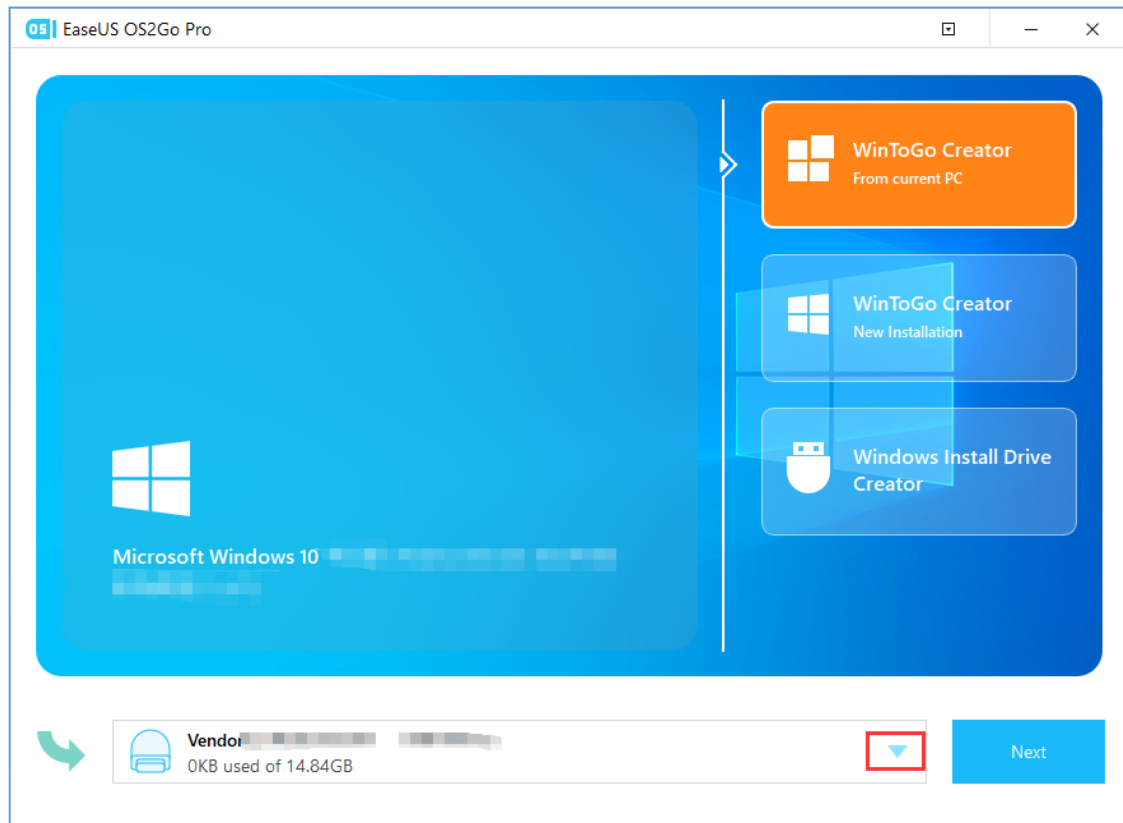 OS EaseUS OS2Go Pro
WinToGo Creator
From current PC
WinToGo Creator
New Installation
Windows Install Drive
Creator
Microsoft Windows 10
Vendor
0KB used of 14.84GB
Next